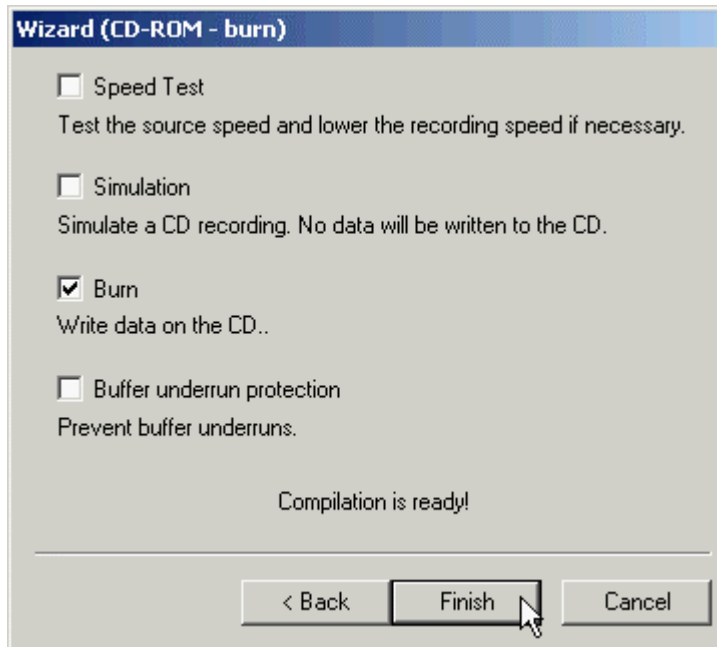 Wizard (CD-ROM - burn)
Speed Test
Test the source speed and lower the recording speed if necessary.
Simulation
Simulate a CD recording. No data will be written to the CD.
Burn
Write data on the CD..
Buffer underrun protection
Prevent buffer underruns.
Compilation is ready!
< Back Finish Cancel